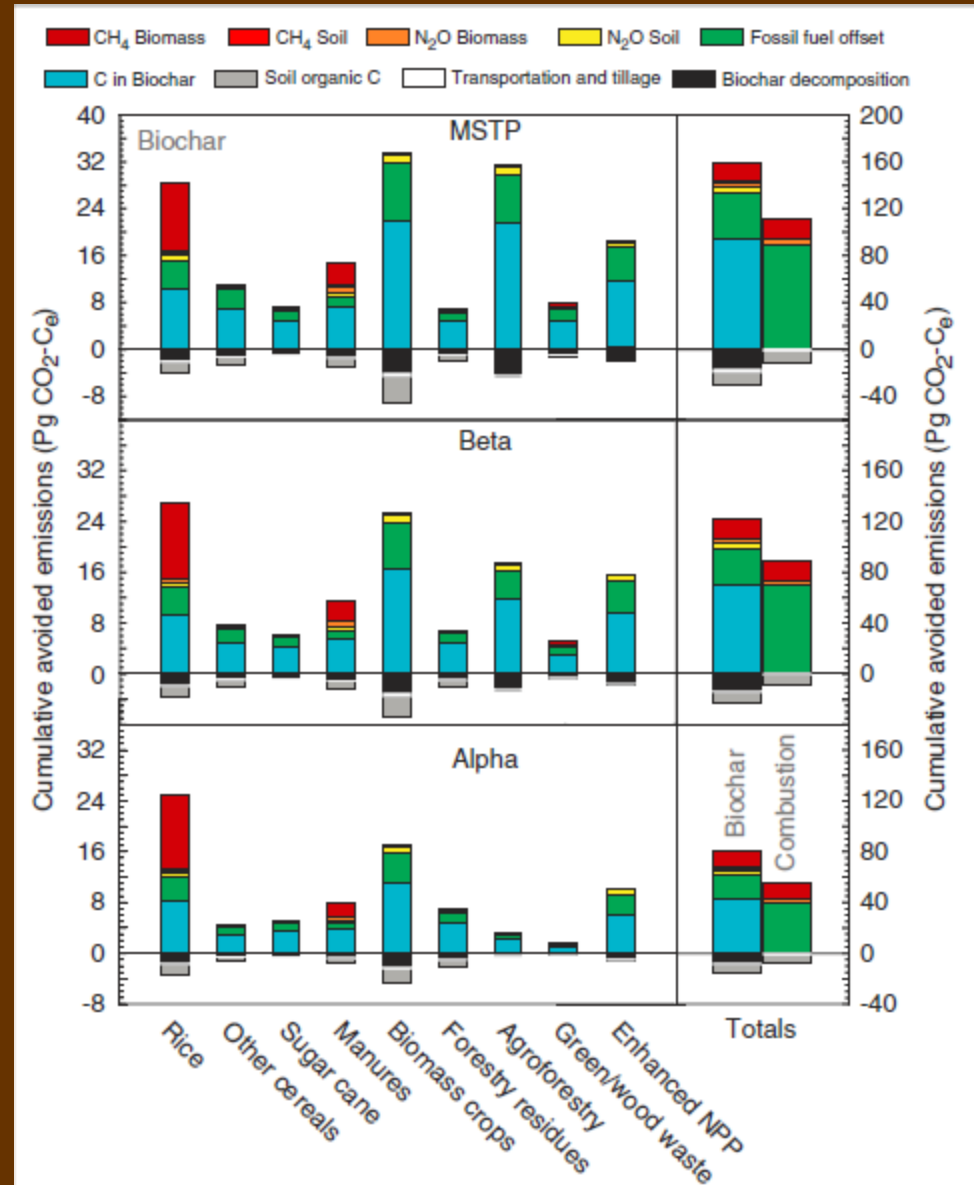 CH4 Biomass CH4 Soil N2O Biomass N2O Soil Fossil fuel offset
C in Biochar Soil organic C Transportation and tillage Biochar decomposition
Cumulative avoided emissions (Pg CO2-Ce)
Biochar
MSTP
40
32
24
16
8
0
-8
200
160
120
80
40
0
-40
Beta
32
24
16
8
0
160
120
80
40
0
Alpha
32
24
16
8
0
-8
Biochar
Combustion
160
120
80
40
0
-40
Cumulative avoided emissions (Pg CO2-Ce)
Rice
Other cereals
Sugar cane
Manures
Biomass crops
Forestry residues
Agroforestry
Green/wood waste
Enhanced NPP
Totals